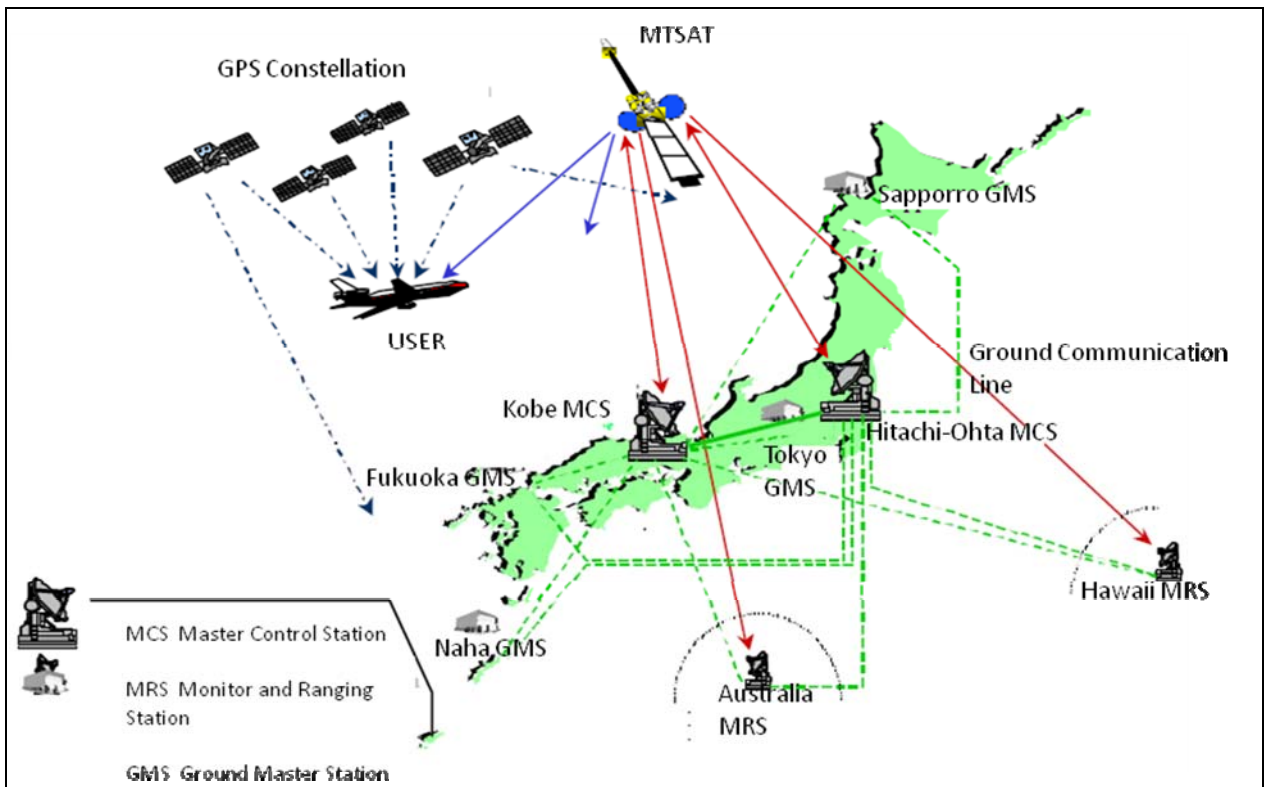 MTSAT
GPS Constellation
Sapporro GMS
USER
Ground Communication
Line
Kobe MCS
Hitachi-Ohta MCS
Tokyo
GMS
Fukuoka GMS
Hawaii MRS
Naha GMS
Australia
MRS
MCS Master Control Station
MRS Monitor and Ranging
Station
GMS Ground Master Station